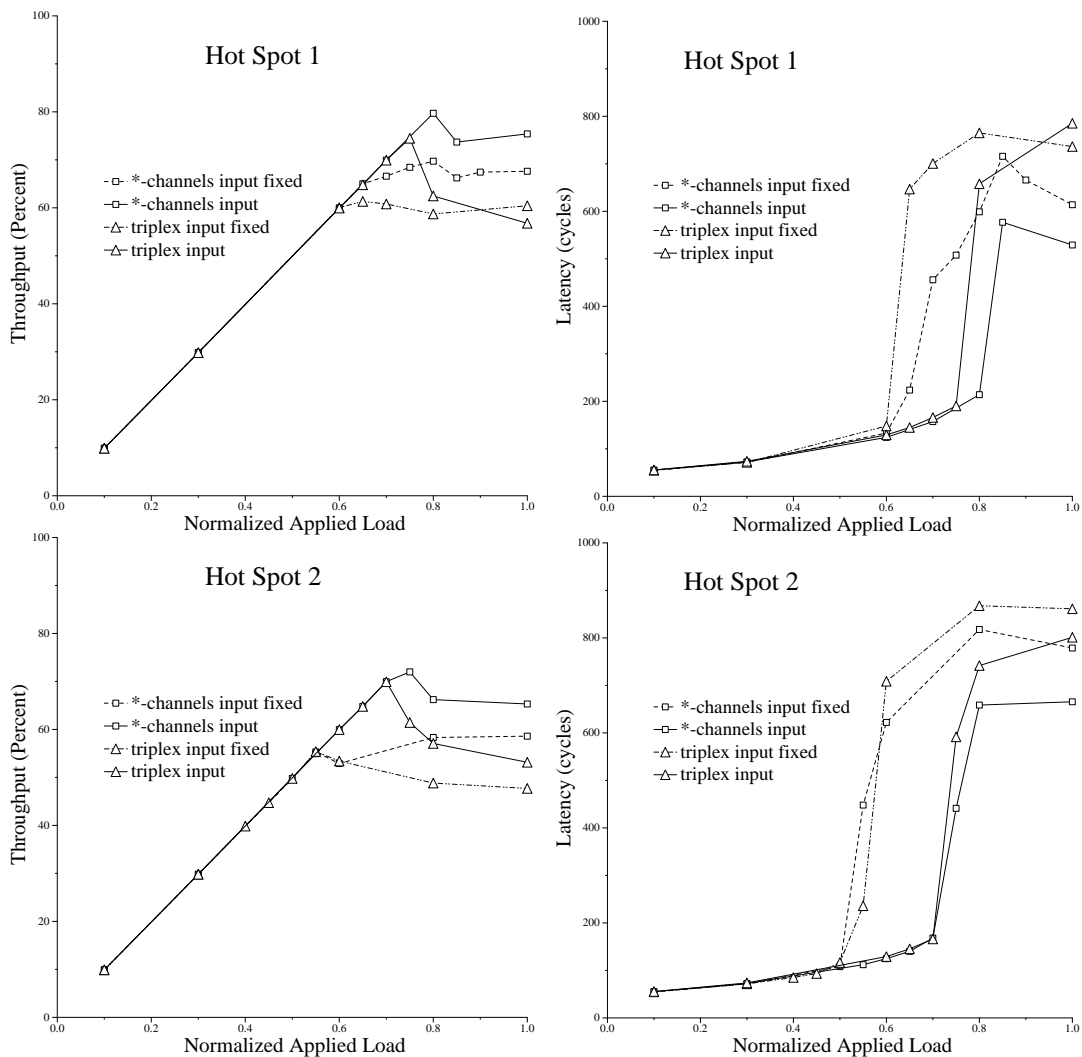 Hot Spot 1
Throughput (Percent)
100
80
60
40
20
0
*-channels input fixed
*-channels input
triplex input fixed
triplex input
0.0 0.2 0.4 0.6 0.8 1.0
Normalized Applied Load
Hot Spot 1
Latency (cycles)
1000
800
600
400
200
0
*-channels input fixed
*-channels input
triplex input fixed
triplex input
0.0 0.2 0.4 0.6 0.8 1.0
Normalized Applied Load
Hot Spot 2
Throughput (Percent)
100
80
60
40
20
0
*-channels input fixed
*-channels input
triplex input fixed
triplex input
0.0 0.2 0.4 0.6 0.8 1.0
Normalized Applied Load
Hot Spot 2
Latency (cycles)
1000
800
600
400
200
0
*-channels input fixed
*-channels input
triplex input fixed
triplex input
0.0 0.2 0.4 0.6 0.8 1.0
Normalized Applied Load